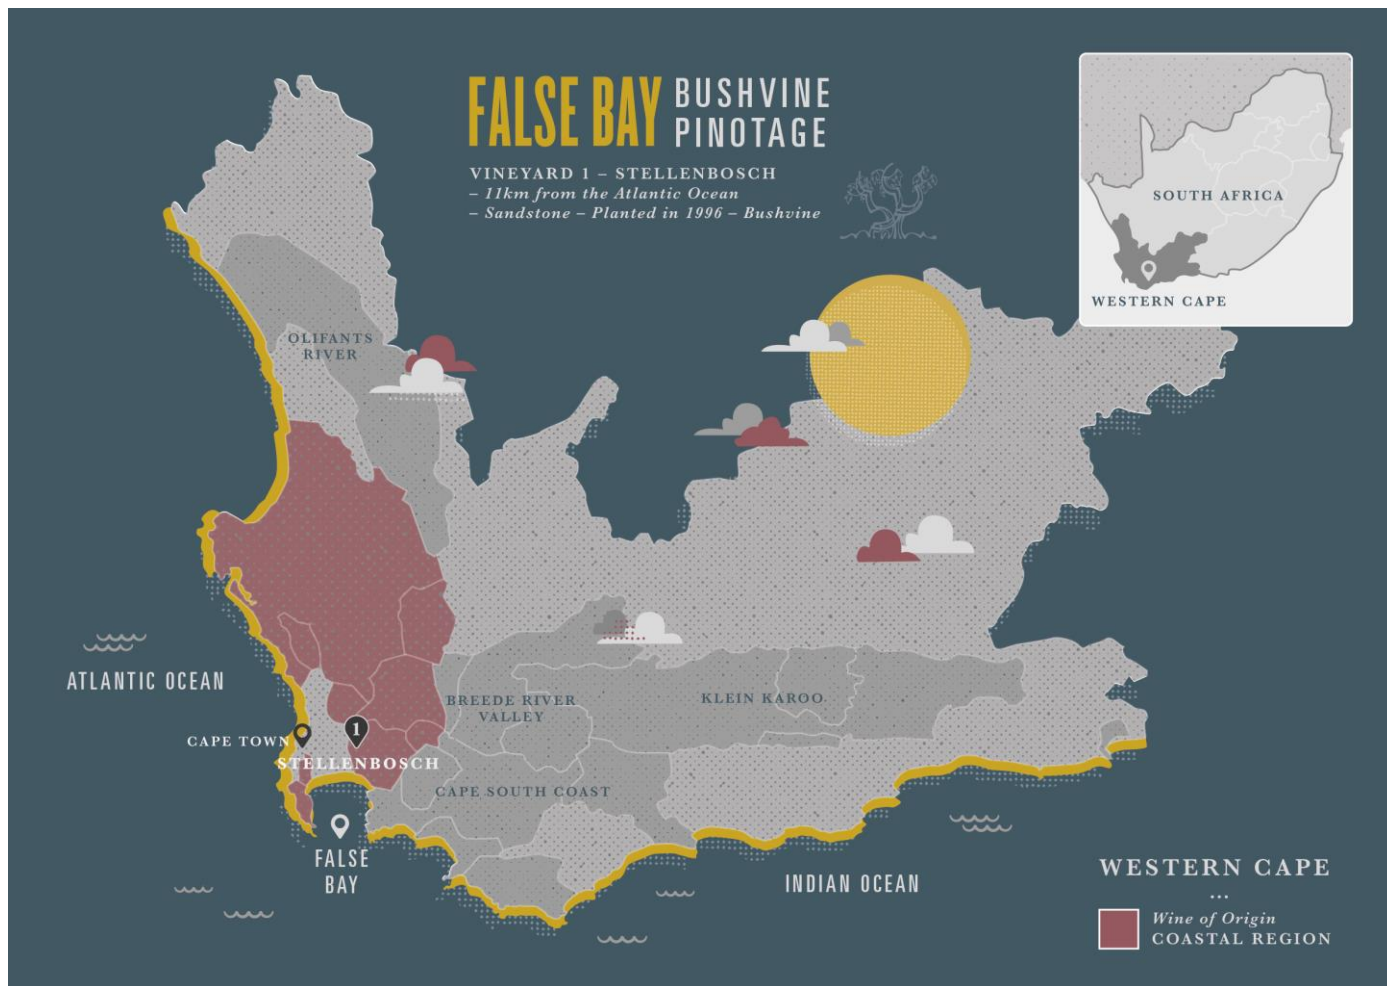 FALSE BAY BUSHVINE
PINOTAGE
VINEYARD 1 – STELLENBOSCH
– 11km from the Atlantic Ocean
– Sandstone – Planted in 1996 – Bushvine
SOUTH AFRICA
WESTERN CAPE
OLIFANTS
RIVER
ATLANTIC OCEAN
BREEDE RIVER
VALLEY
KLEIN KAROO
CAPE TOWN
1
STELLENBOSCH
CAPE SOUTH COAST
FALSE
BAY
INDIAN OCEAN
WESTERN CAPE
...
Wine of Origin
COASTAL REGION